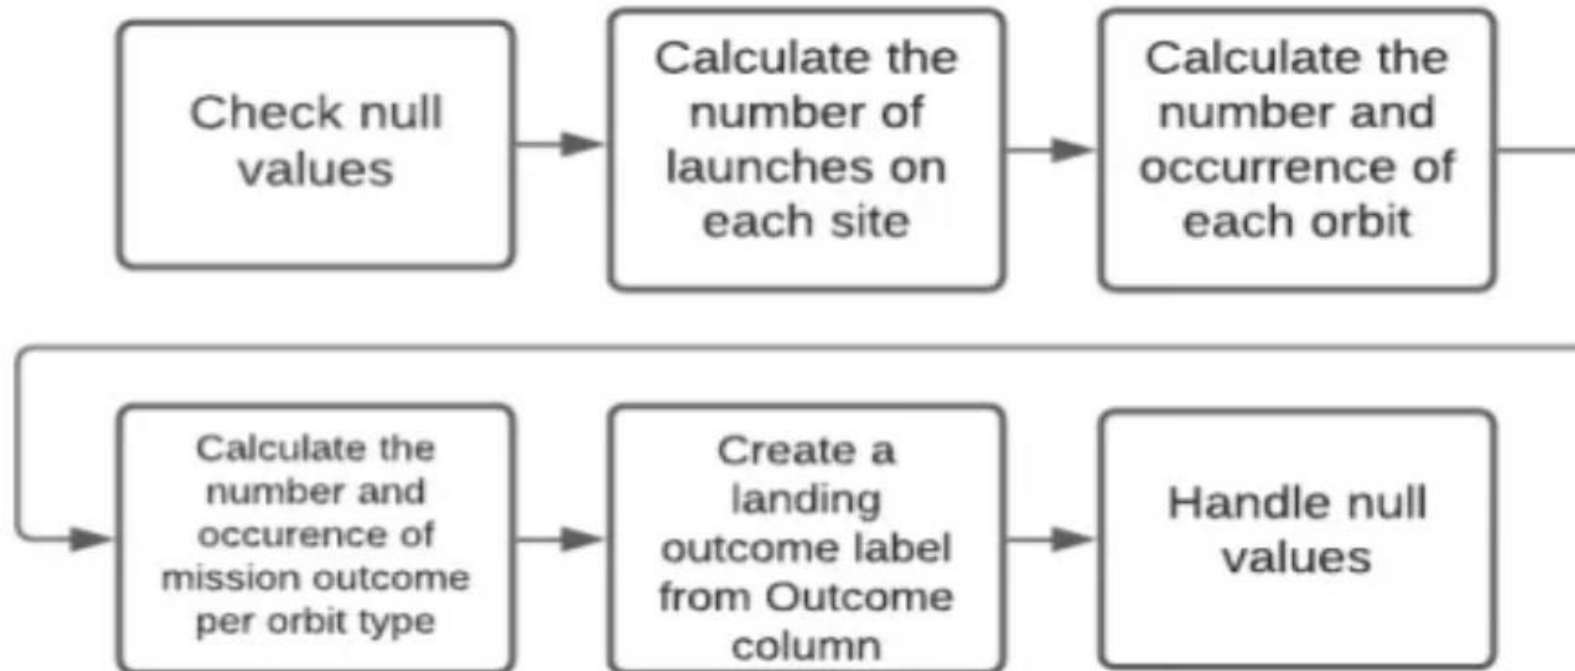 Check null
values
Calculate the
number of
launches on
each site
Calculate the
number and
occurrence of
each orbit
Calculate the
number and
occurence of
mission outcome
per orbit type
Create a
landing
outcome label
from Outcome
column
Handle null
values